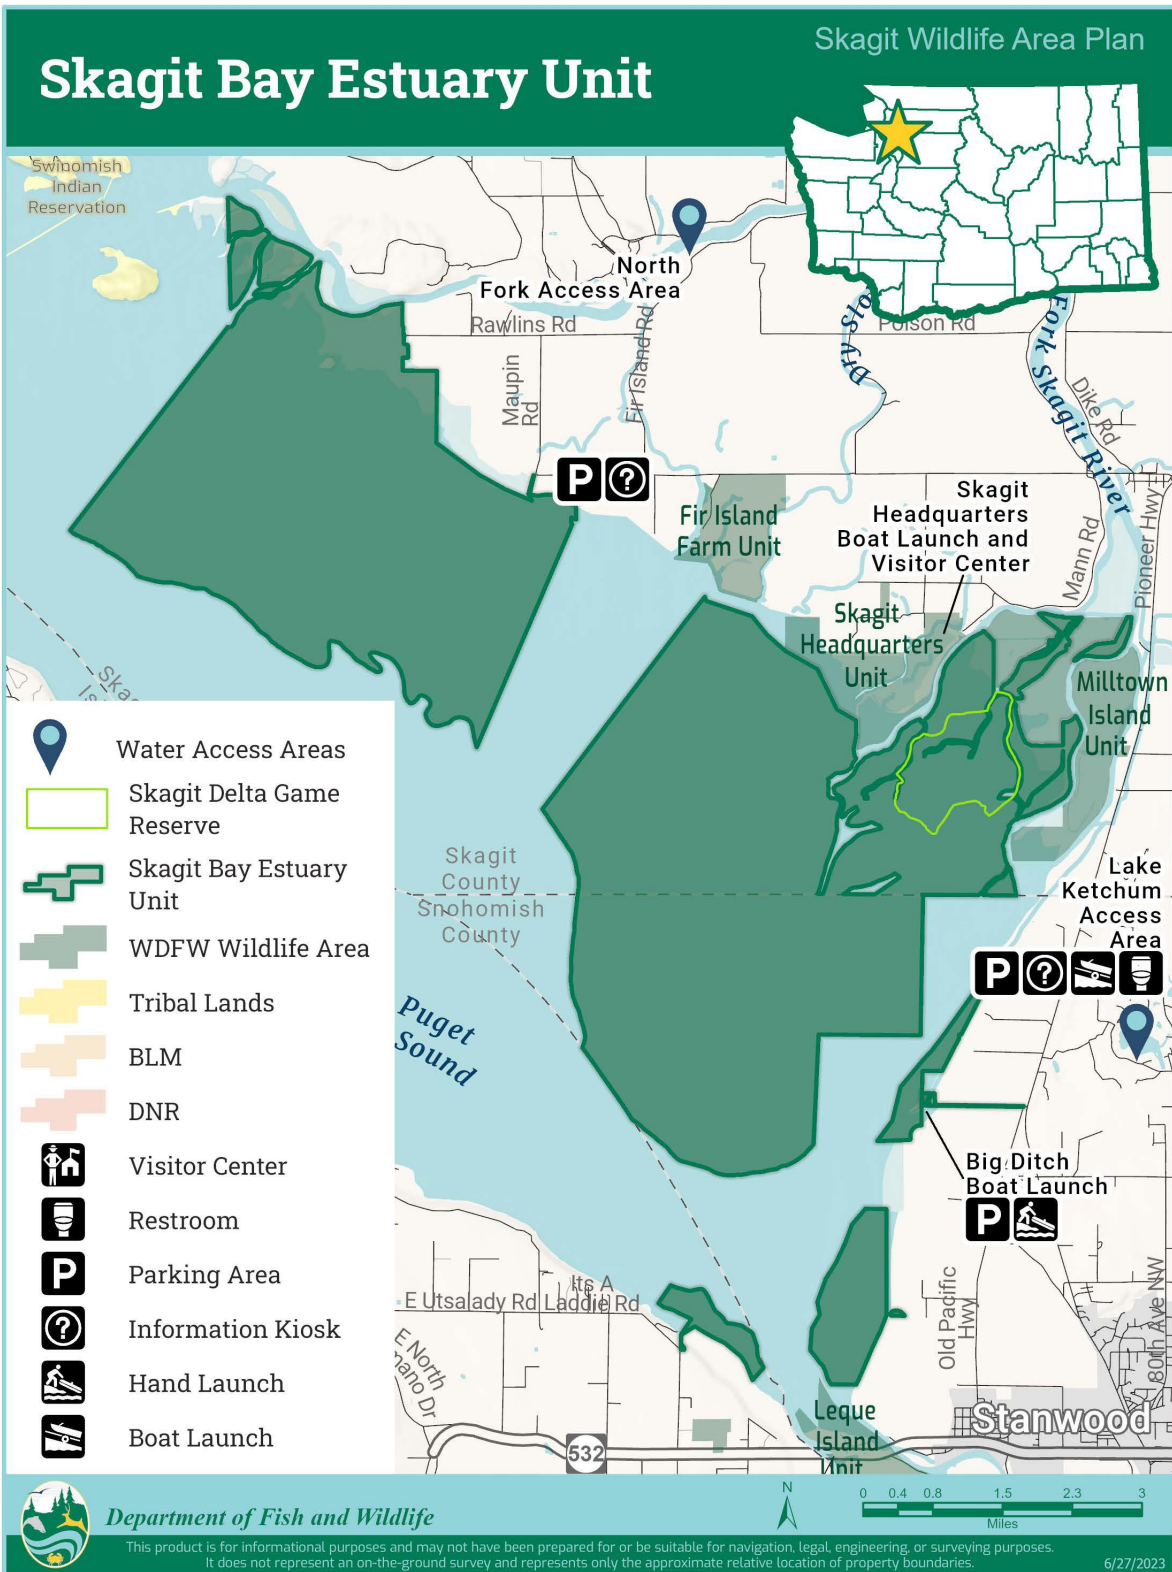 Skagit Wildlife Area Plan
Skagit Bay Estuary Unit
Swinomish
Indian
Reservation
North
Fork Access Area
Rawlins Rd
Polson Rd
Dry Slo
Fork Skagit River
Maupin
Rd
Fir Island Rd
Dike Rd
P ?
Fir Island
Farm Unit
Skagit
Headquarters
Boat Launch and
Visitor Center
Mann Rd
Pioneer Hwy
Skagit
Headquarters
Unit
Milltown
Island
Unit
Skagit
County
Snohomish
County
Lake
Ketchum
Access
Area
P ?
Puget
Sound
Big Ditch
Boat Launch
P
Its A
Laddie Rd
E Utsalady Rd
E North
mano Dr
Old Pacific
Hwy
80th Ave NW
Leque
Island
Unit
Stanwood
532
Water Access Areas
Skagit Delta Game
Reserve
Skagit Bay Estuary
Unit
WDFW Wildlife Area
Tribal Lands
BLM
DNR
Visitor Center
Restroom
P Parking Area
? Information Kiosk
Hand Launch
Boat Launch
Department of Fish and Wildlife
N
0 0.4 0.8 1.5 2.3 3
Miles
This product is for informational purposes and may not have been prepared for or be suitable for navigation, legal, engineering, or surveying purposes.
It does not represent an on-the-ground survey and represents only the approximate relative location of property boundaries.
6/27/2023